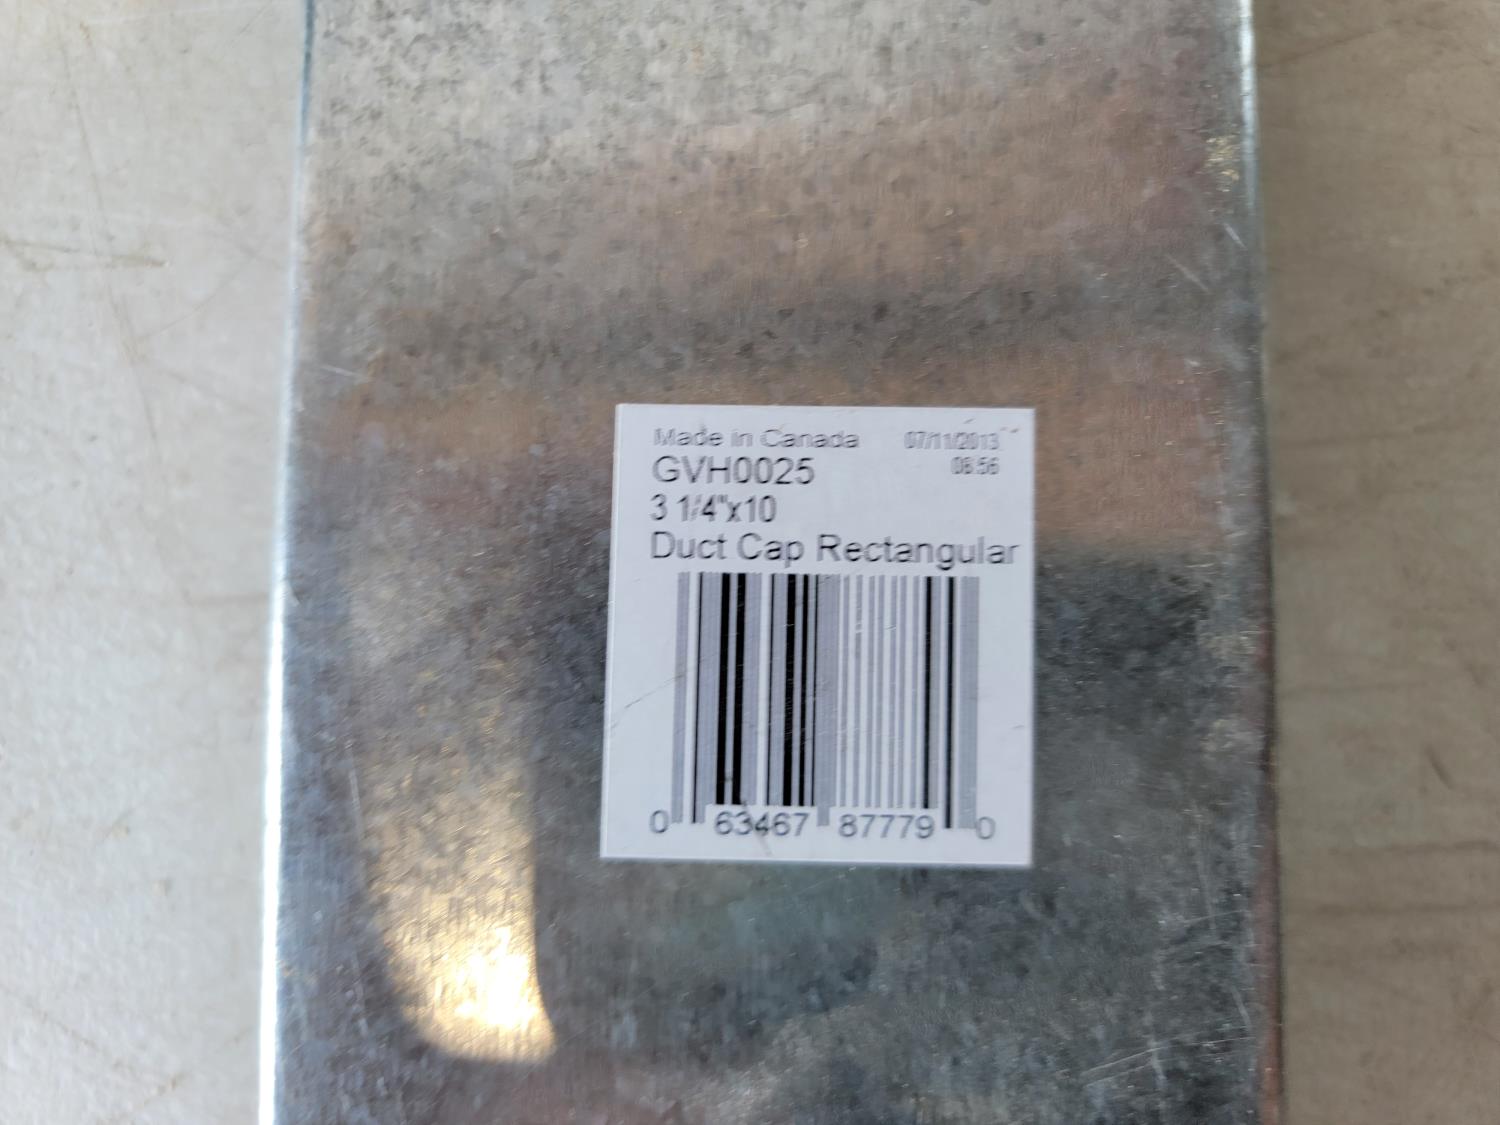 Made in Canada 07/11/2013
GVH0025 08:56
3 1/4"x10
Duct Cap Rectangular
0 63467 87779 0